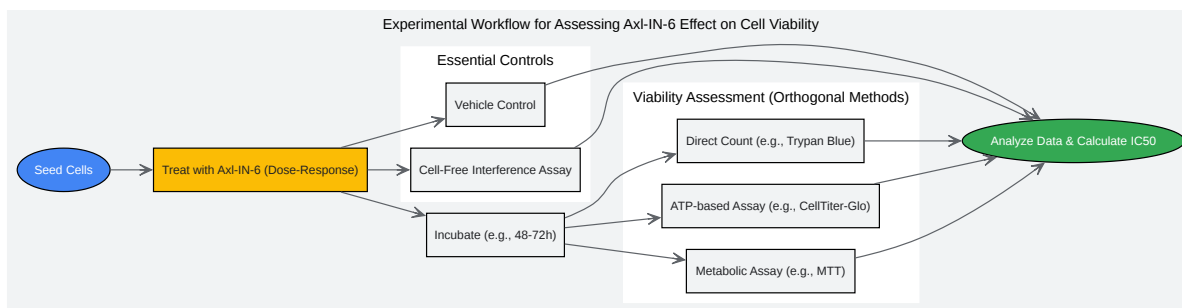 Experimental Workflow for Assessing Axl-IN-6 Effect on Cell Viability
Essential Controls
Vehicle Control
Cell-Free Interference Assay
Viability Assessment (Orthogonal Methods)
Direct Count (e.g., Trypan Blue)
ATP-based Assay (e.g., CellTiter-Glo)
Metabolic Assay (e.g., MTT)
Seed Cells
Treat with Axl-IN-6 (Dose-Response)
Incubate (e.g., 48-72h)
Analyze Data & Calculate IC50